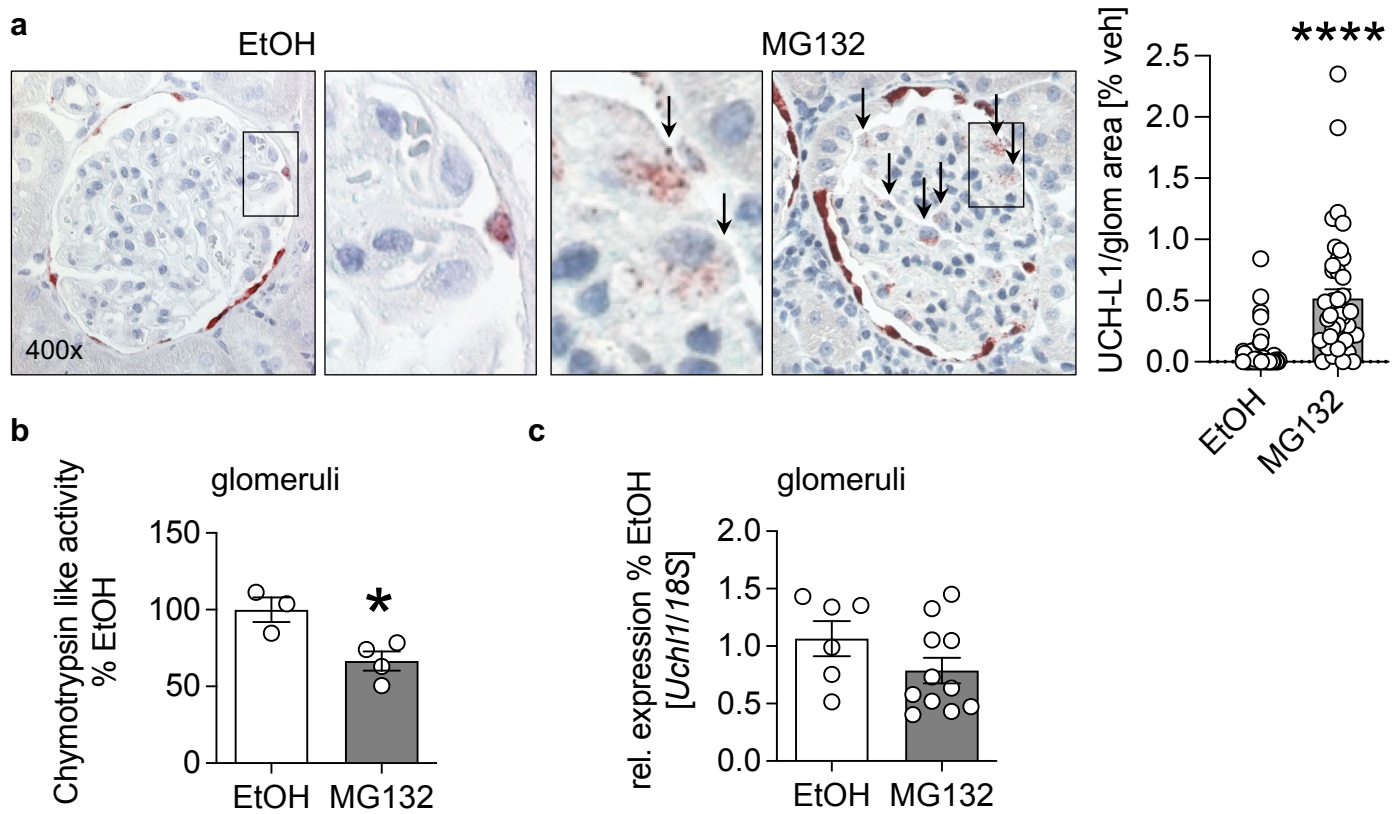 a
EtOH
MG132
400x
UCH-L1/glom area [% veh]
****
2.5
2.0
1.5
1.0
0.5
0.0
EtOH
MG132
b
glomeruli
Chymotrypsin like activity
% EtOH
150
100
50
0
*
EtOH
MG132
c
glomeruli
rel. expression % EtOH
[Uchl1/18S]
2.0
1.5
1.0
0.5
0.0
EtOH
MG132